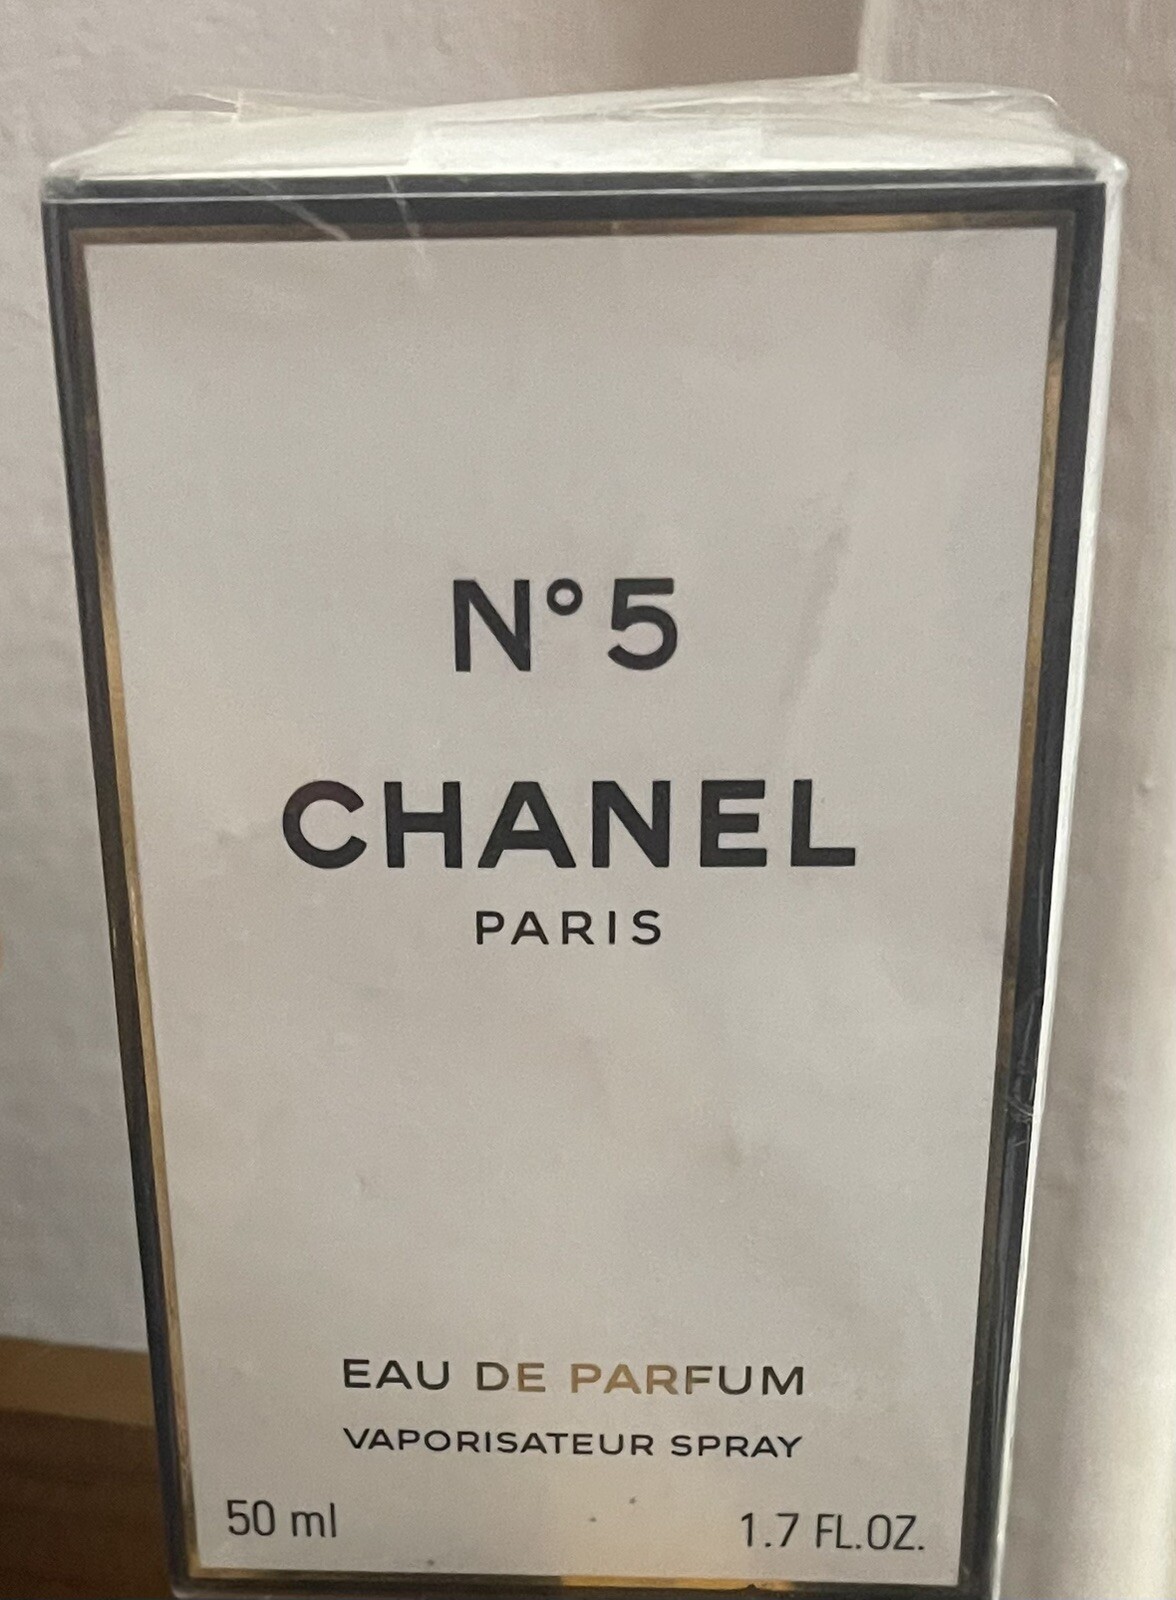 N°5
CHANEL
PARIS
EAU DE PARFUM
VAPORISATEUR SPRAY
50 ml 1.7 FL.OZ.